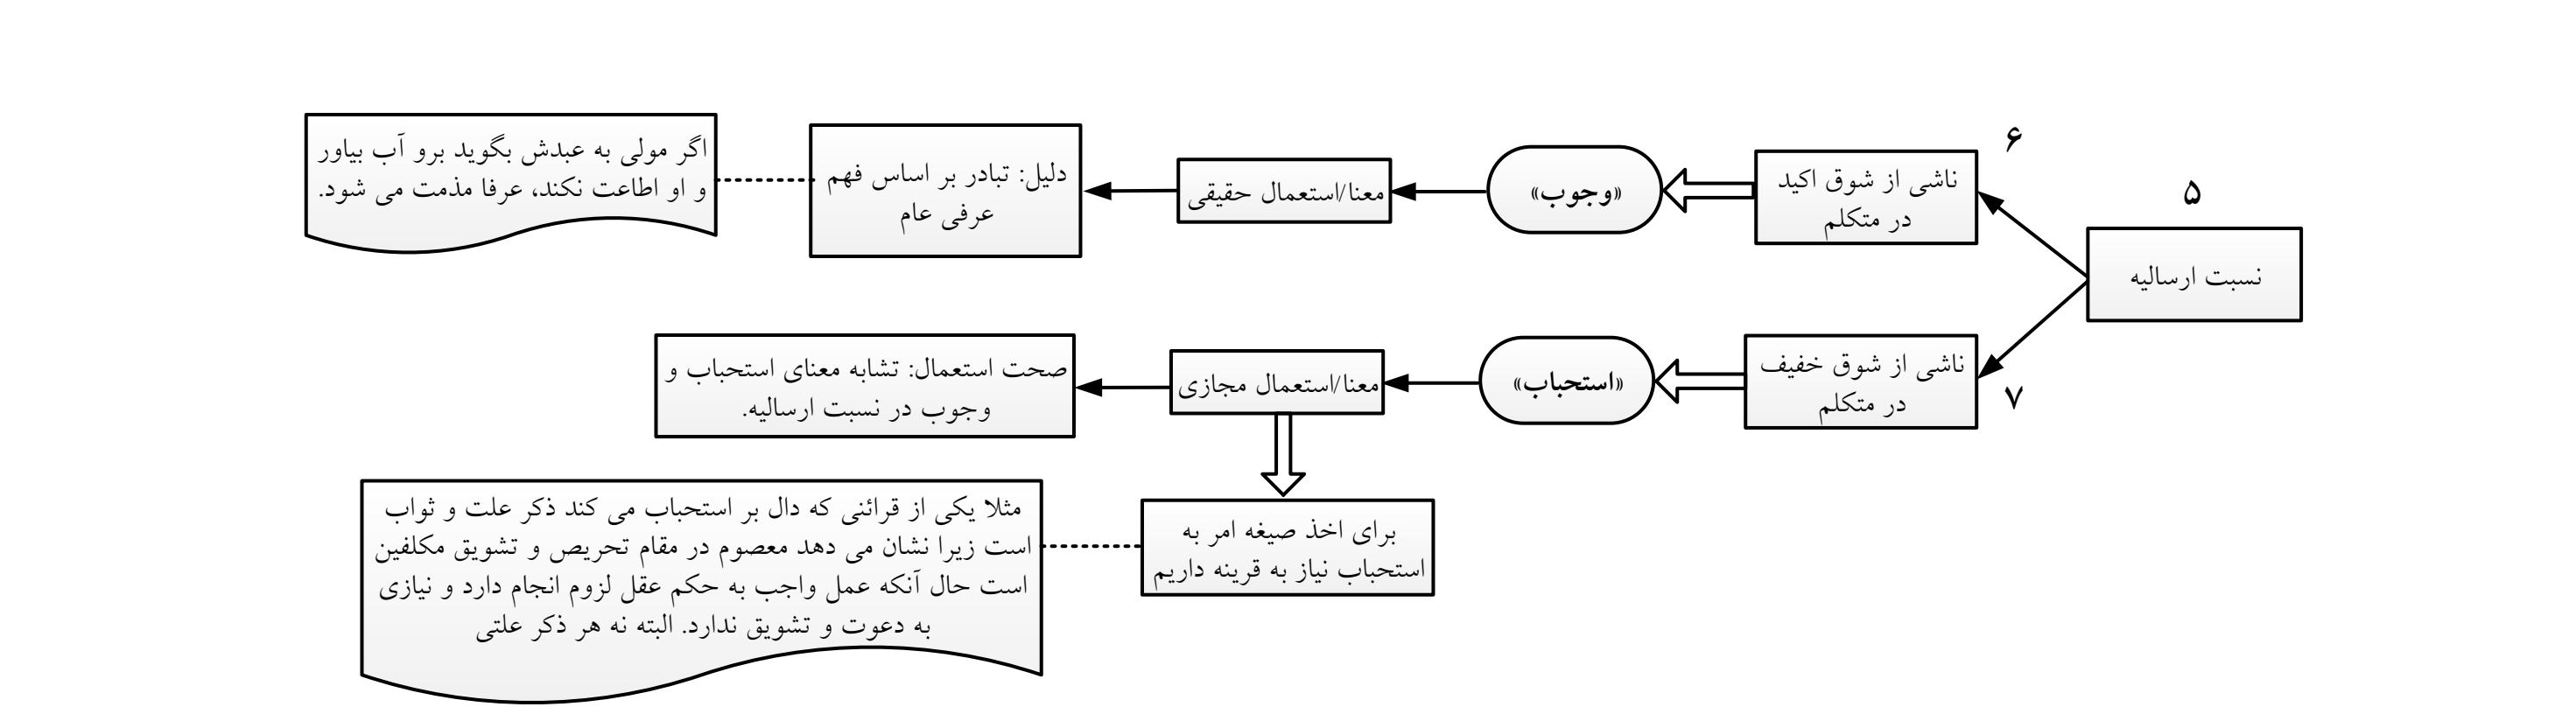 ۵
نسبت ارسالیه
۶
ناشی از شوق اکید
در متکلم
«وجوب»
معنا/استعمال حقیقی
دلیل: تبادر بر اساس فهم
عرفی عام
اگر مولی به عبدش بگوید برو آب بیاور
و او اطاعت نکند، عرفا مذمت می شود.
۷
ناشی از شوق خفیف
در متکلم
«استحباب»
معنا/استعمال مجازی
صحت استعمال: تشابه معنای استحباب و
وجوب در نسبت ارسالیه.
برای اخذ صیغه امر به
استحباب نیاز به قرینه داریم
مثلا یکی از قرائنی که دال بر استحباب می کند ذکر علت و ثواب
است زیرا نشان می دهد معصوم در مقام تحریص و تشویق مکلفین
است حال آنکه عمل واجب به حکم عقل لزوم انجام دارد و نیازی
به دعوت و تشویق ندارد. البته نه هر ذکر علتی